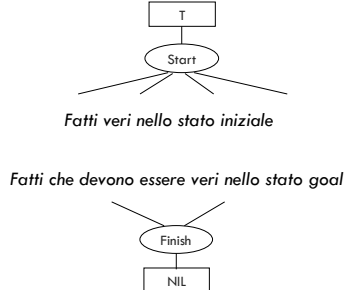 T
Start
Fatti veri nello stato iniziale
Fatti che devono essere veri nello stato goal
Finish
NIL